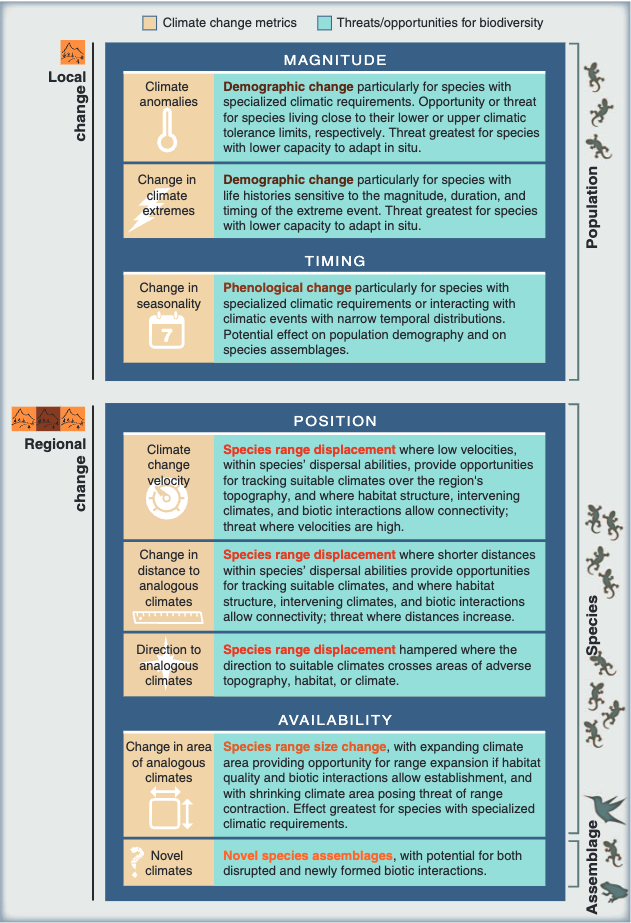 Climate change metrics
Threats/opportunities for biodiversity
Local
change
MAGNITUDE
Climate
anomalies
Demographic change particularly for species with
specialized climatic requirements. Opportunity or threat
for species living close to their lower or upper climatic
tolerance limits, respectively. Threat greatest for species
with lower capacity to adapt in situ.
Change in
climate
extremes
Demographic change particularly for species with
life histories sensitive to the magnitude, duration, and
timing of the extreme event. Threat greatest for species
with lower capacity to adapt in situ.
TIMING
Change in
seasonality
7
Phenological change particularly for species with
specialized climatic requirements or interacting with
climatic events with narrow temporal distributions.
Potential effect on population demography and on
species assemblages.
Population
Regional
change
POSITION
Climate
change
velocity
Species range displacement where low velocities,
within species' dispersal abilities, provide opportunities
for tracking suitable climates over the region's
topography, and where habitat structure, intervening
climates, and biotic interactions allow connectivity;
threat where velocities are high.
Change in
distance to
analogous
climates
Species range displacement where shorter distances
within species' dispersal abilities provide opportunities
for tracking suitable climates, and where habitat
structure, intervening climates, and biotic interactions
allow connectivity; threat where distances increase.
Direction to
analogous
climates
Species range displacement hampered where the
direction to suitable climates crosses areas of adverse
topography, habitat, or climate.
AVAILABILITY
Change in area
of analogous
climates
Species range size change, with expanding climate
area providing opportunity for range expansion if habitat
quality and biotic interactions allow establishment, and
with shrinking climate area posing threat of range
contraction. Effect greatest for species with specialized
climatic requirements.
Species
? Novel
climates
Novel species assemblages, with potential for both
disrupted and newly formed biotic interactions.
Assemblage